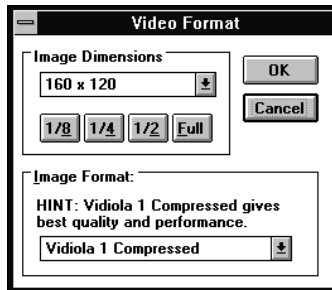 Video Format
Image Dimensions
160 x 120
OK
1/8 1/4 1/2 Full
Cancel
Image Format:
HINT: Vidiola 1 Compressed gives
best quality and performance.
Vidiola 1 Compressed